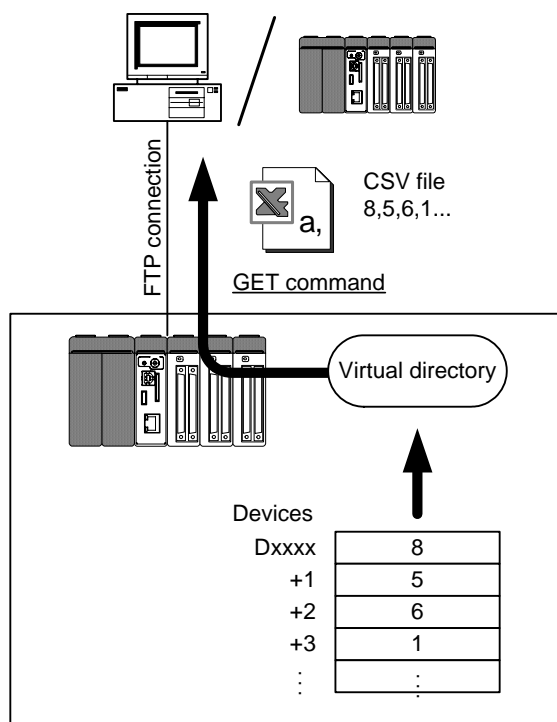 CSV file
8,5,6,1...
a,
FTP connection
GET command
Virtual directory
Devices
Dxxxx 8
+1 5
+2 6
+3 1
⋮ ⋮